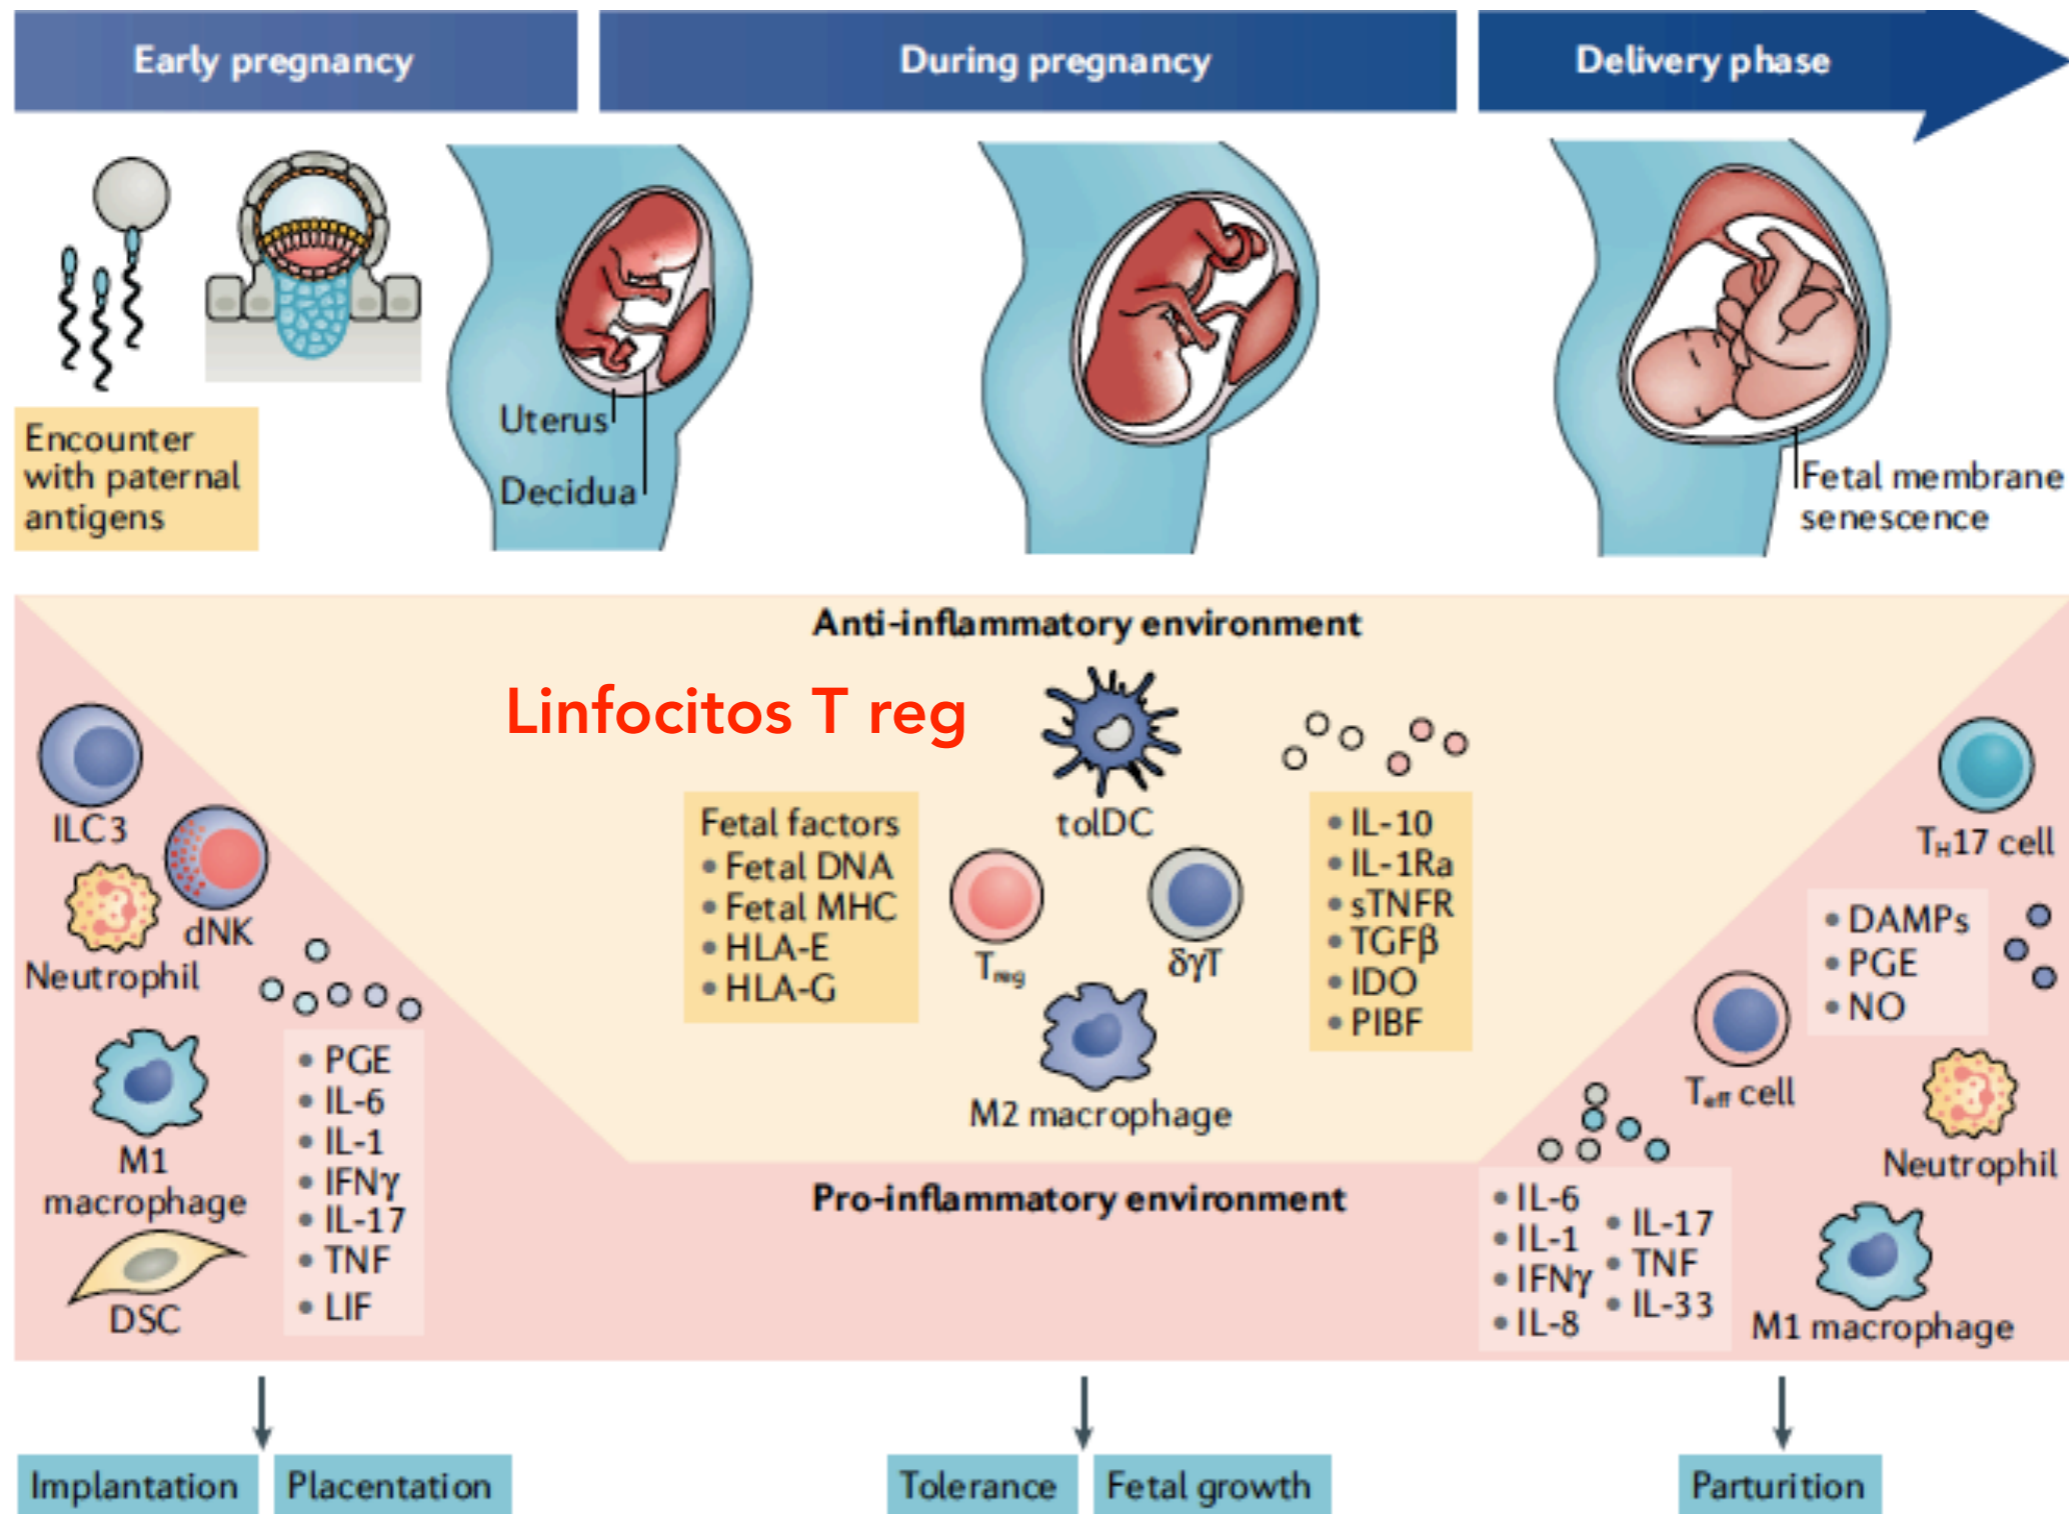 Early pregnancy
During pregnancy
Delivery phase
Encounter
with paternal
antigens
Uterus
Decidua
Fetal membrane
senescence
Anti-inflammatory environment
Linfocitos T reg
ILC3
dNK
Neutrophil
M1
macrophage
DSC
• PGE
• IL-6
• IL-1
• IFNγ
• IL-17
• TNF
• LIF
Fetal factors
• Fetal DNA
• Fetal MHC
• HLA-E
• HLA-G
tolDC
Treg
δγT
M2 macrophage
• IL-10
• IL-1Ra
• sTNFR
• TGFβ
• IDO
• PIBF
Pro-inflammatory environment
TH17 cell
• DAMPs
• PGE
• NO
Teff cell
Neutrophil
• IL-6
• IL-1
• IFNγ
• IL-8
• IL-17
• TNF
• IL-33
M1 macrophage
Implantation
Placentation
Tolerance
Fetal growth
Parturition